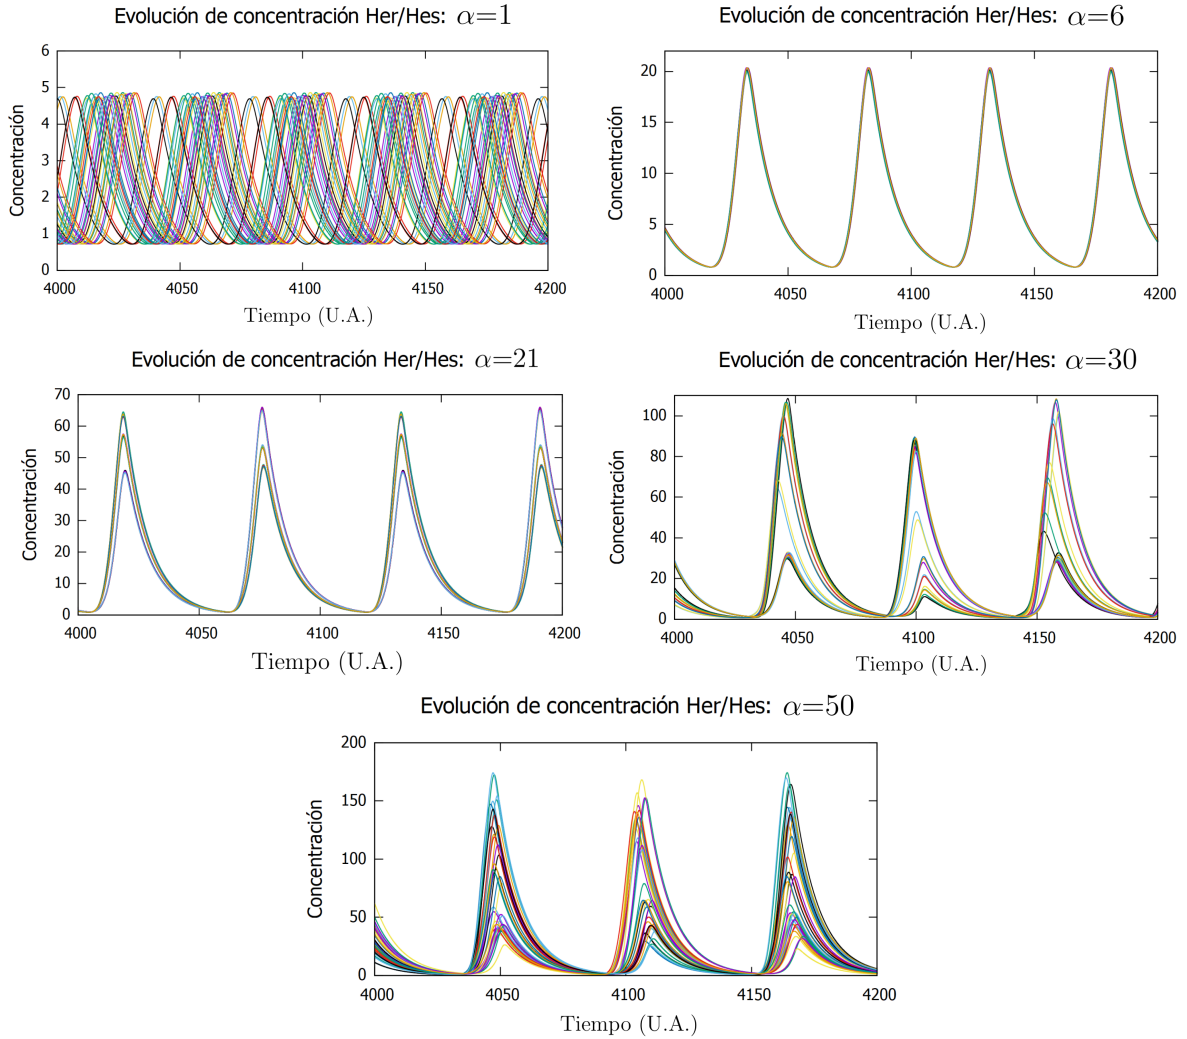 Evolución de concentración Her/Hes: α=1
Concentración
6
5
4
3
2
1
0
4000 4050 4100 4150 4200
Tiempo (U.A.)
Evolución de concentración Her/Hes: α=6
Concentración
20
15
10
5
0
4000 4050 4100 4150 4200
Tiempo (U.A.)
Evolución de concentración Her/Hes: α=21
Concentración
70
60
50
40
30
20
10
0
4000 4050 4100 4150 4200
Tiempo (U.A.)
Evolución de concentración Her/Hes: α=30
Concentración
100
80
60
40
20
0
4000 4050 4100 4150 4200
Tiempo (U.A.)
Evolución de concentración Her/Hes: α=50
Concentración
200
150
100
50
0
4000 4050 4100 4150 4200
Tiempo (U.A.)